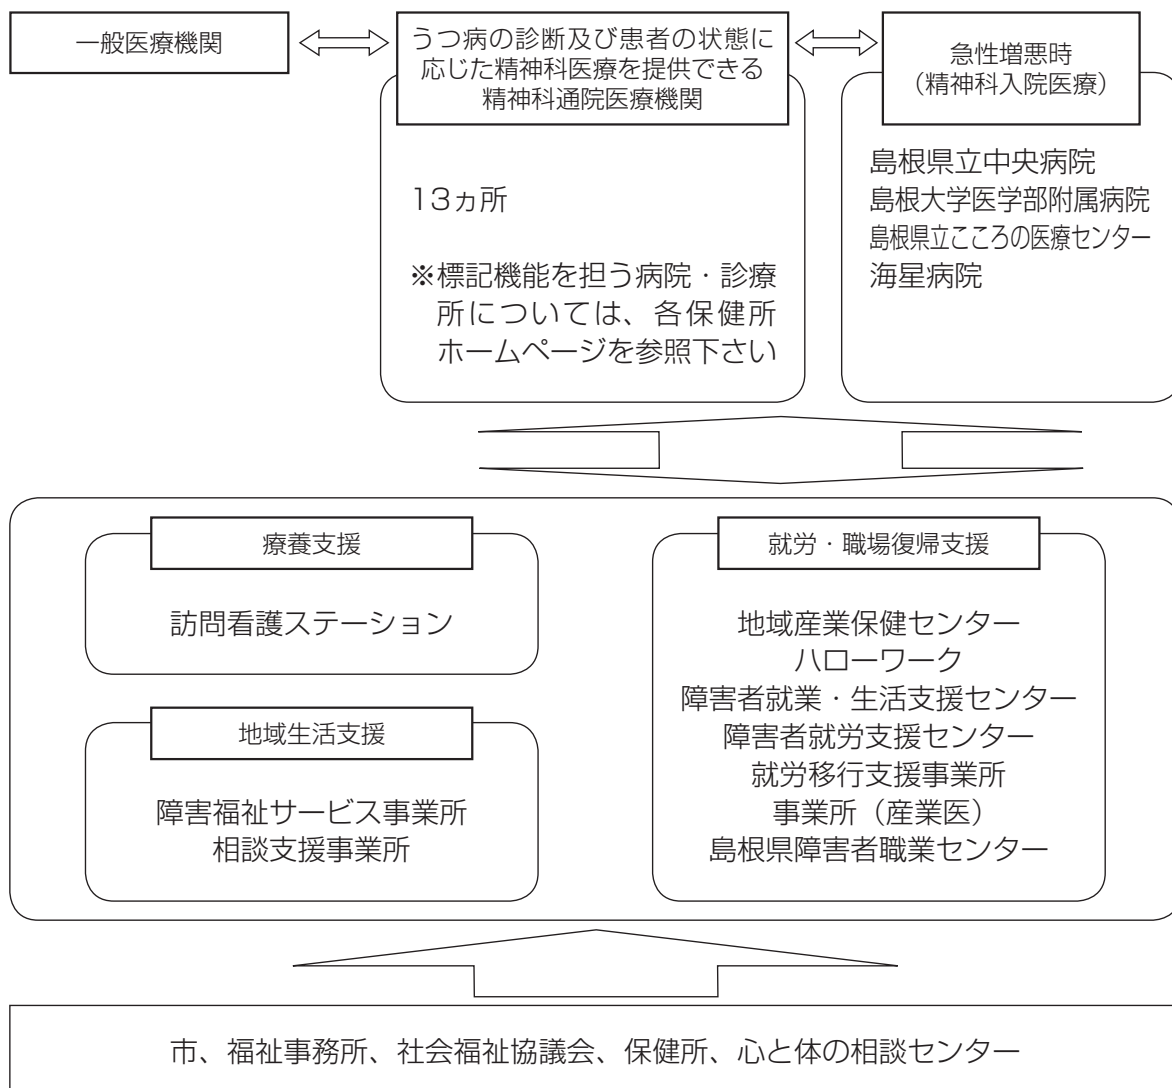 一般医療機関
うつ病の診断及び患者の状態に
応じた精神科医療を提供できる
精神科通院医療機関
13ヵ所
※標記機能を担う病院・診療
所については、各保健所
ホームページを参照下さい
急性増悪時
（精神科入院医療）
島根県立中央病院
島根大学医学部附属病院
島根県立こころの医療センター
海星病院
療養支援
訪問看護ステーション
地域生活支援
障害福祉サービス事業所
相談支援事業所
就労・職場復帰支援
地域産業保健センター
ハローワーク
障害者就業・生活支援センター
障害者就労支援センター
就労移行支援事業所
事業所（産業医）
島根県障害者職業センター
市、福祉事務所、社会福祉協議会、保健所、心と体の相談センター